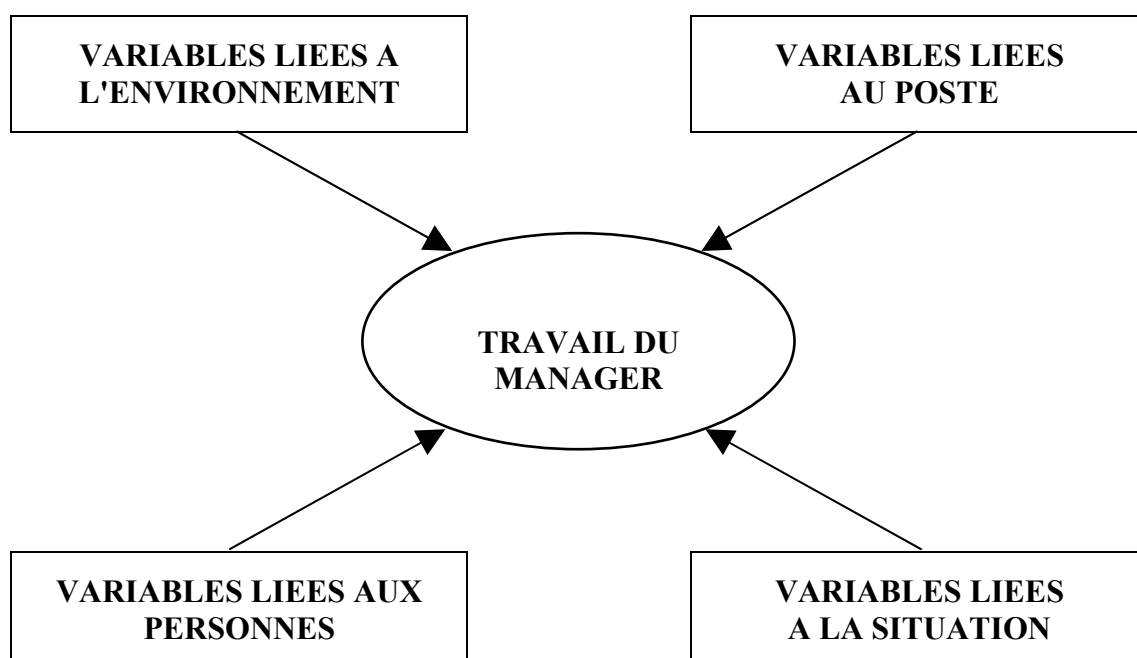 VARIABLES LIEES A
L'ENVIRONNEMENT
VARIABLES LIEES
AU POSTE
TRAVAIL DU
MANAGER
VARIABLES LIEES AUX
PERSONNES
VARIABLES LIEES
A LA SITUATION